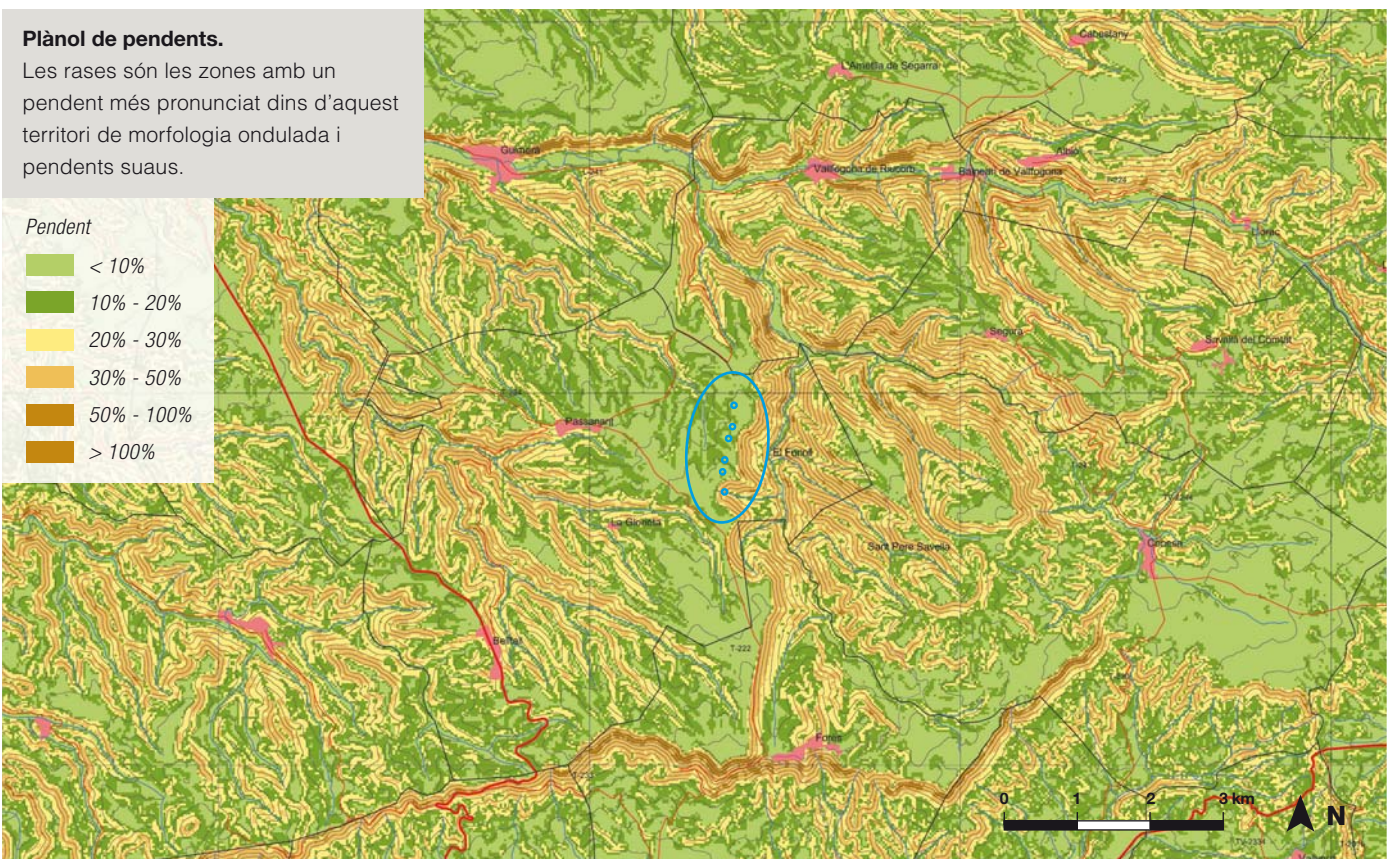 Plànol de pendents.
Les rases són les zones amb un
pendent més pronunciat dins d'aquest
territori de morfologia ondulada i
pendents suaus.
Pendent
< 10%
10% - 20%
20% - 30%
30% - 50%
50% - 100%
> 100%
Cabestany
L'Ametlla de Segarra
Guimerà
Vallfogona de Riucorb
Balneari de Vallfogona
Albió
Llorac
Segura
Savallà del Comtat
Passanant
El Fonoll
La Glorieta
Sant Pere Savella
Conesa
Belltall
T-222
Forès
0 1 2 3 km
N